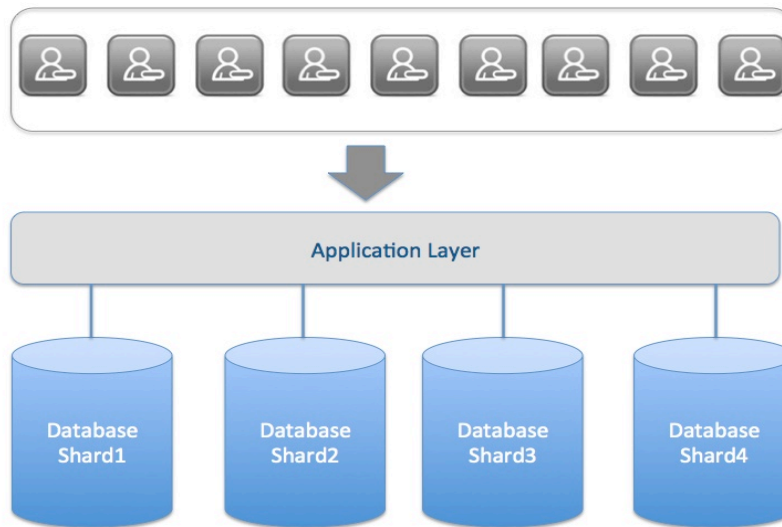 Application Layer
Database
Shard1
Database
Shard2
Database
Shard3
Database
Shard4